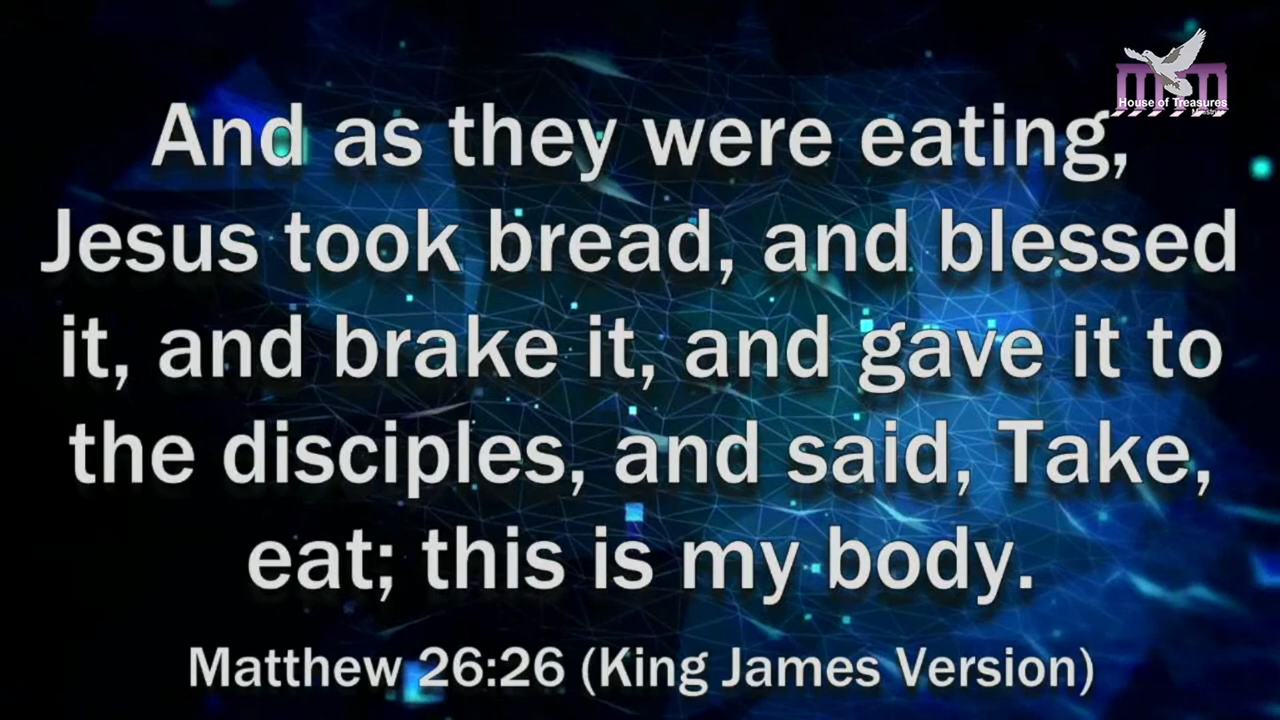 House of Treasures
Ministries
And as they were eating,
Jesus took bread, and blessed
it, and brake it, and gave it to
the disciples, and said, Take,
eat; this is my body.
Matthew 26:26 (King James Version)